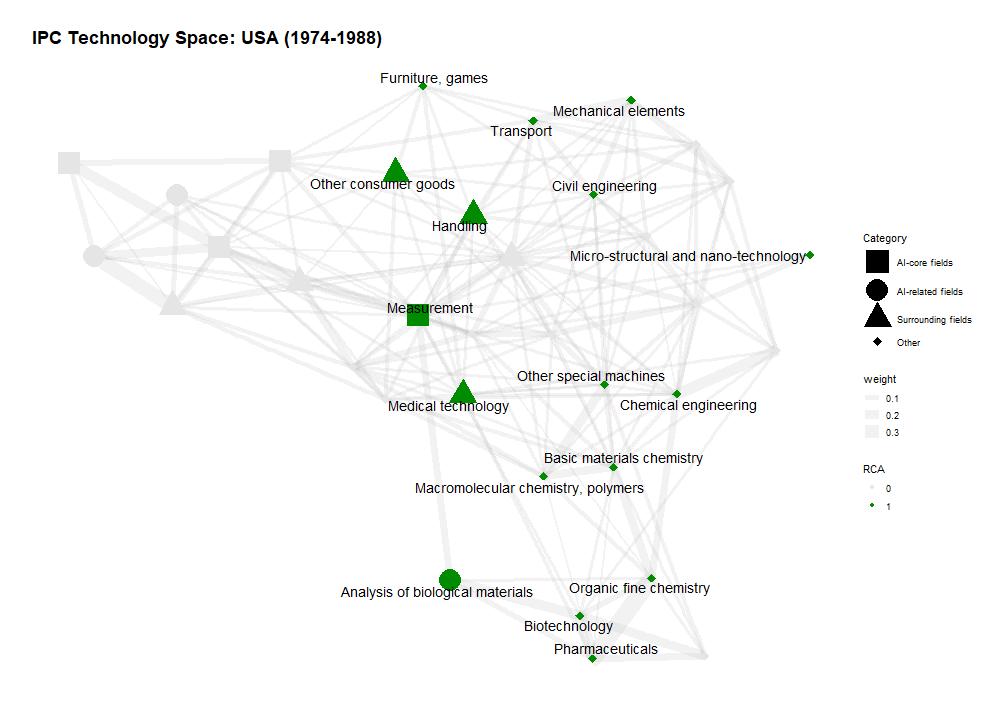 IPC Technology Space: USA (1974-1988)
Furniture, games
Mechanical elements
Transport
Other consumer goods
Civil engineering
Handling
Micro-structural and nano-technology
Measurement
Other special machines
Medical technology
Chemical engineering
Basic materials chemistry
Macromolecular chemistry, polymers
Analysis of biological materials
Organic fine chemistry
Biotechnology
Pharmaceuticals
Category
AI-core fields
AI-related fields
Surrounding fields
Other
weight
0.1
0.2
0.3
RCA
0
1